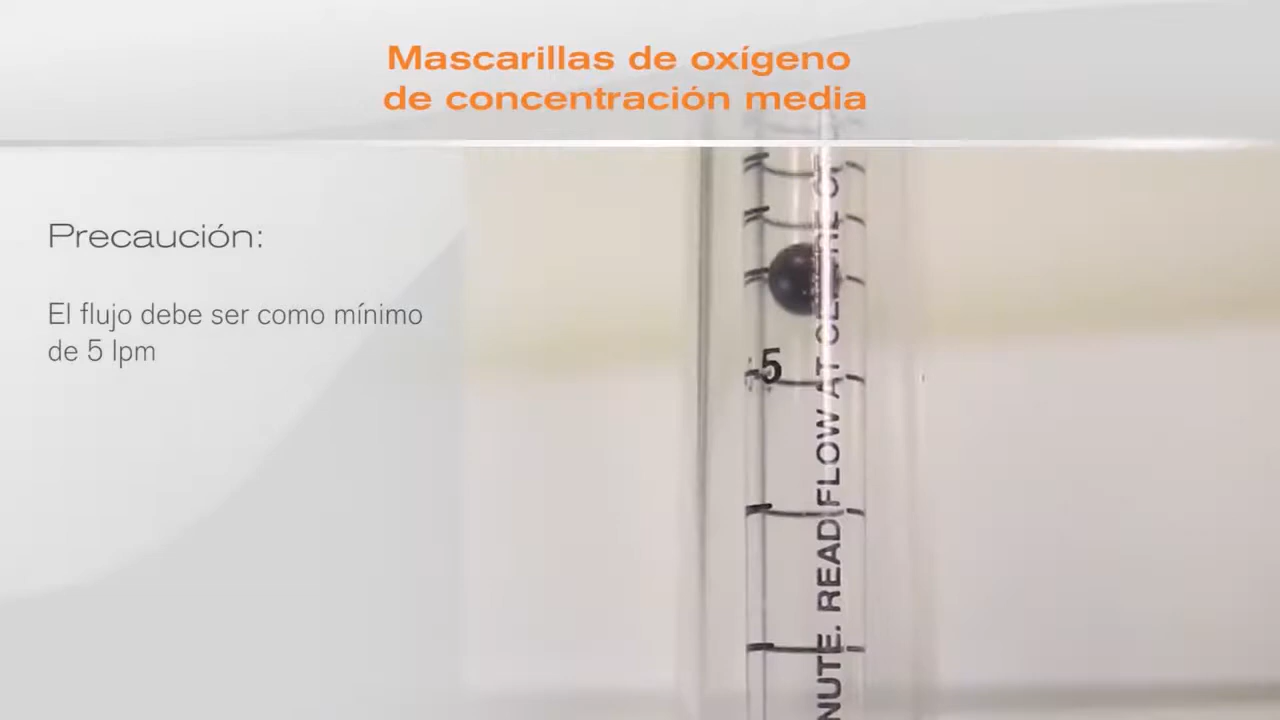 Mascarillas de oxígeno
de concentración media
Precaución:
El flujo debe ser como mínimo
de 5 lpm
5
READ FLOW AT